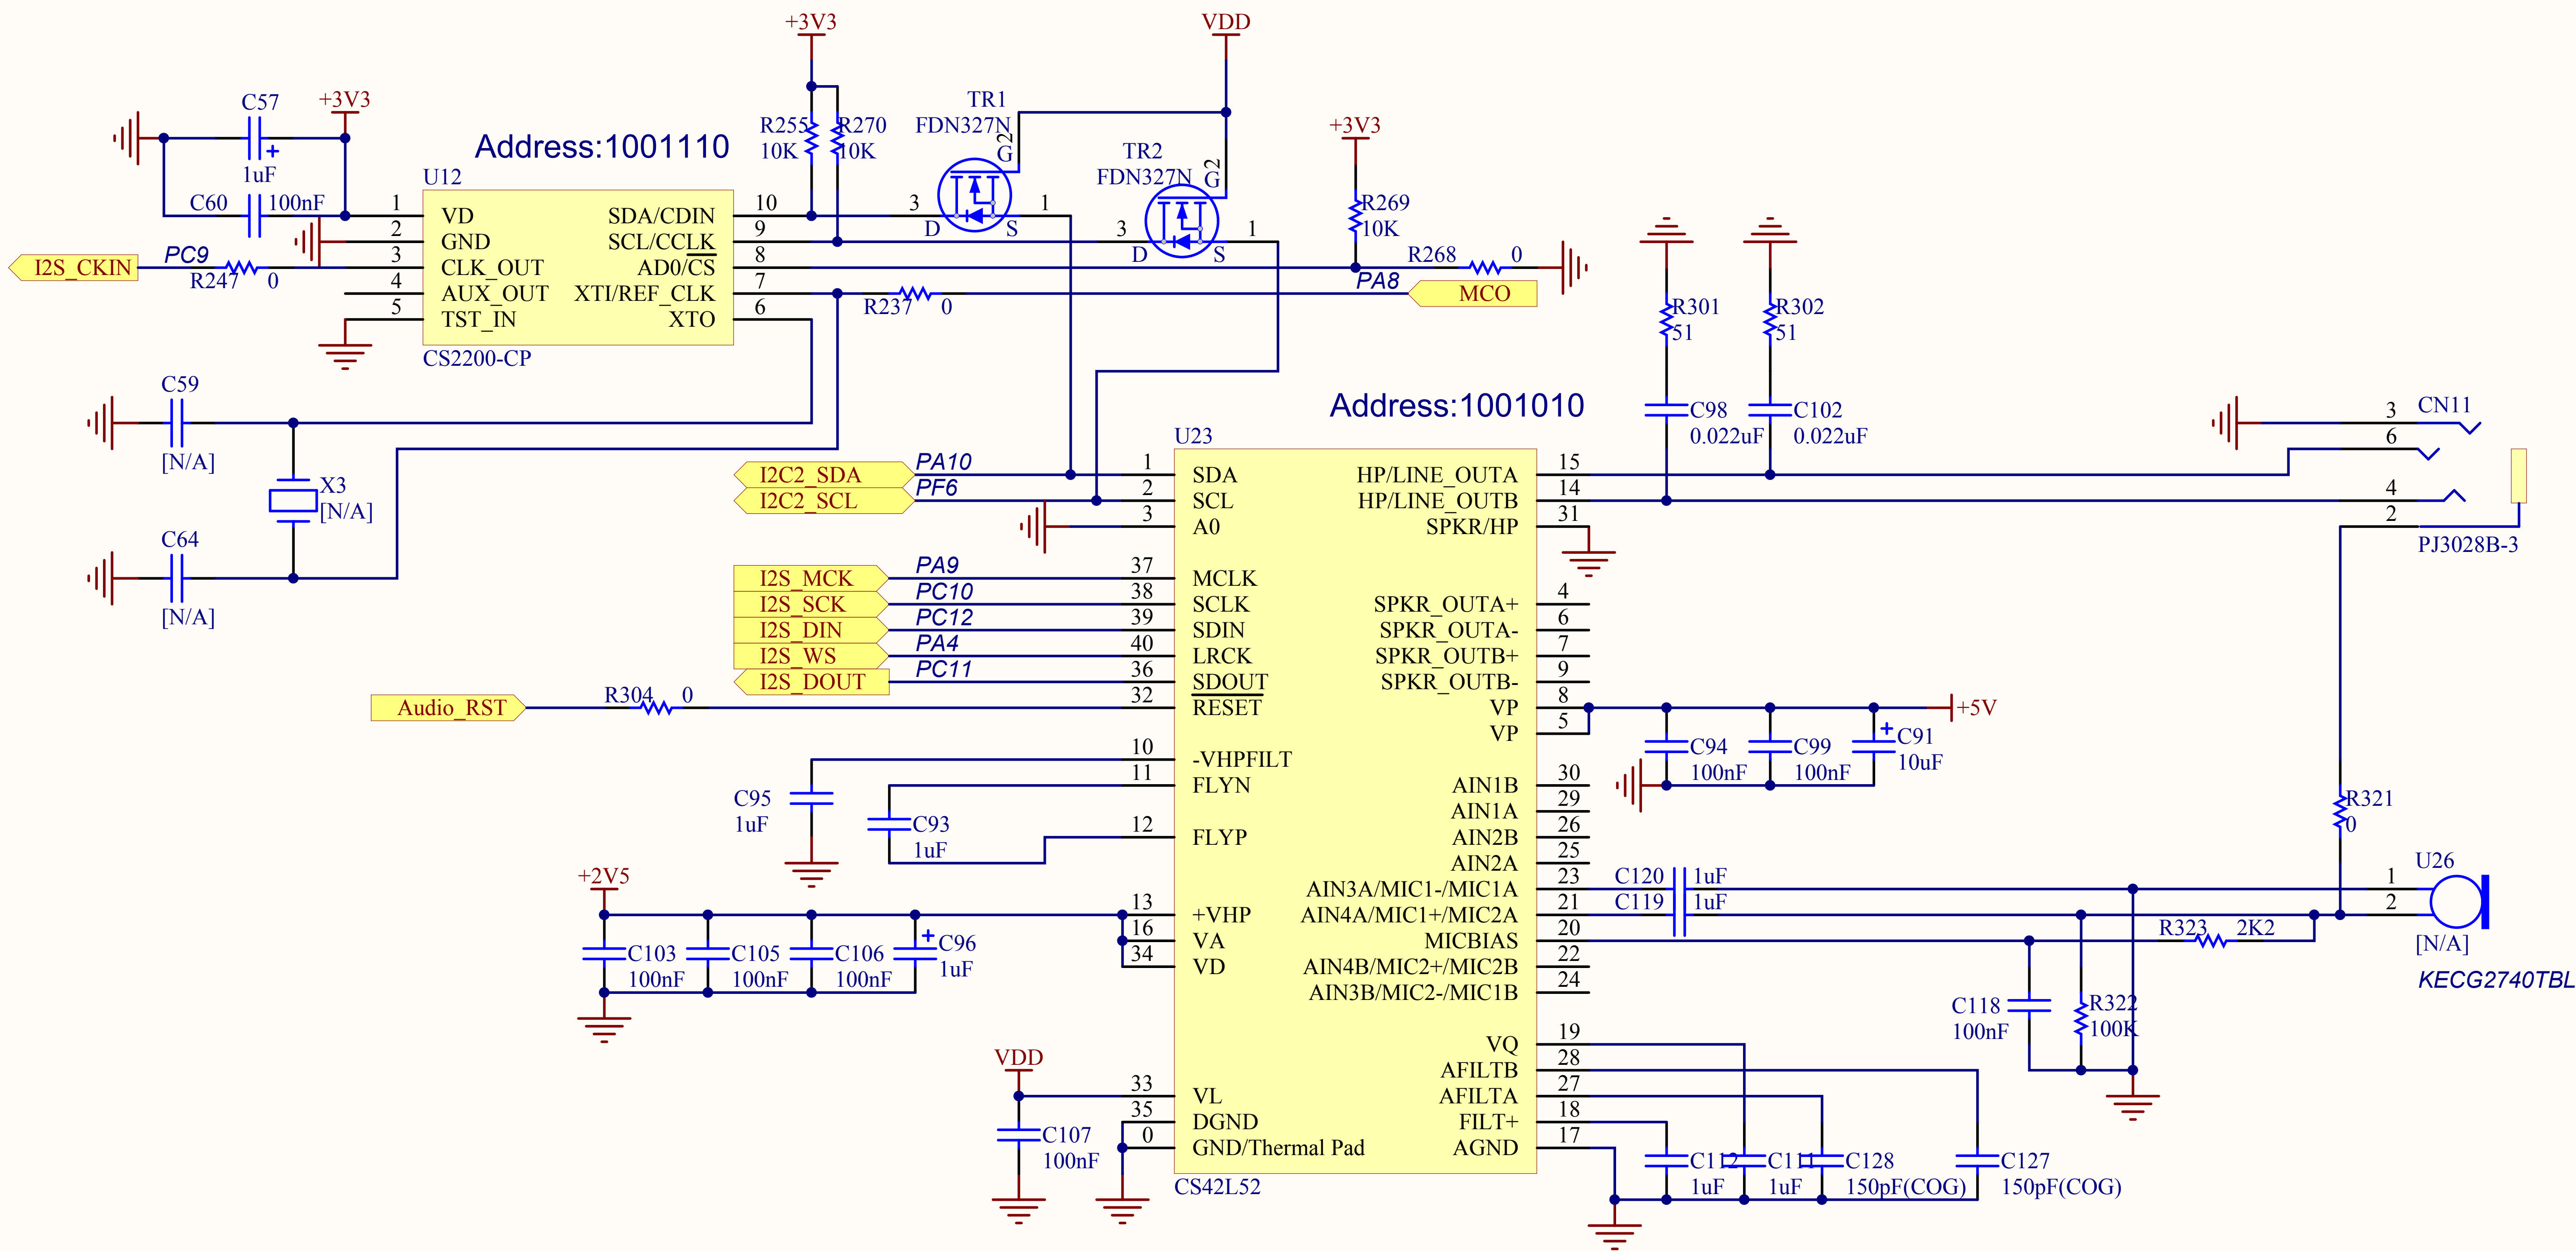 +3V3
VDD
C57
+3V3
1uF
C60
100nF
Address:1001110
R255
10K
R270
10K
TR1
FDN327N
G
2
3
1
D
S
TR2
FDN327N
G
2
3
1
D
S
+3V3
R269
10K
R268
0
U12
1
VD
2
GND
3
CLK_OUT
4
AUX_OUT
5
TST_IN
SDA/CDIN
10
SCL/CCLK
9
AD0/CS
8
XTI/REF_CLK
7
XTO
6
CS2200-CP
I2S_CKIN
PC9
R247
0
R237
0
PA8
MCO
C59
[N/A]
X3
[N/A]
C64
[N/A]
R301
51
R302
51
C98
0.022uF
C102
0.022uF
Address:1001010
U23
I2C2_SDA
PA10
1
SDA
I2C2_SCL
PF6
2
SCL
3
A0
I2S_MCK
PA9
37
MCLK
I2S_SCK
PC10
38
SCLK
I2S_DIN
PC12
39
SDIN
I2S_WS
PA4
40
LRCK
I2S_DOUT
PC11
36
SDOUT
Audio_RST
R304
0
32
RESET
10
-VHPFILT
11
FLYN
12
FLYP
C95
1uF
C93
1uF
+2V5
13
+VHP
16
VA
34
VD
C103
100nF
C105
100nF
C106
100nF
C96
1uF
VDD
33
VL
35
DGND
0
GND/Thermal Pad
C107
100nF
CS42L52
HP/LINE_OUTA
15
HP/LINE_OUTB
14
SPKR/HP
31
SPKR_OUTA+
4
SPKR_OUTA-
6
SPKR_OUTB+
7
SPKR_OUTB-
9
VP
8
VP
5
+5V
C94
100nF
C99
100nF
C91
10uF
AIN1B
30
AIN1A
29
AIN2B
26
AIN2A
25
AIN3A/MIC1-/MIC1A
23
AIN4A/MIC1+/MIC2A
21
MICBIAS
20
AIN4B/MIC2+/MIC2B
22
AIN3B/MIC2-/MIC1B
24
C120
1uF
C119
1uF
R323
2K2
C118
100nF
R322
100K
VQ
19
AFILTB
28
AFILTA
27
FILT+
18
AGND
17
C112
1uF
C111
1uF
C128
150pF(COG)
C127
150pF(COG)
3
CN11
6
4
2
PJ3028B-3
R321
0
U26
1
2
[N/A]
KECG2740TBL